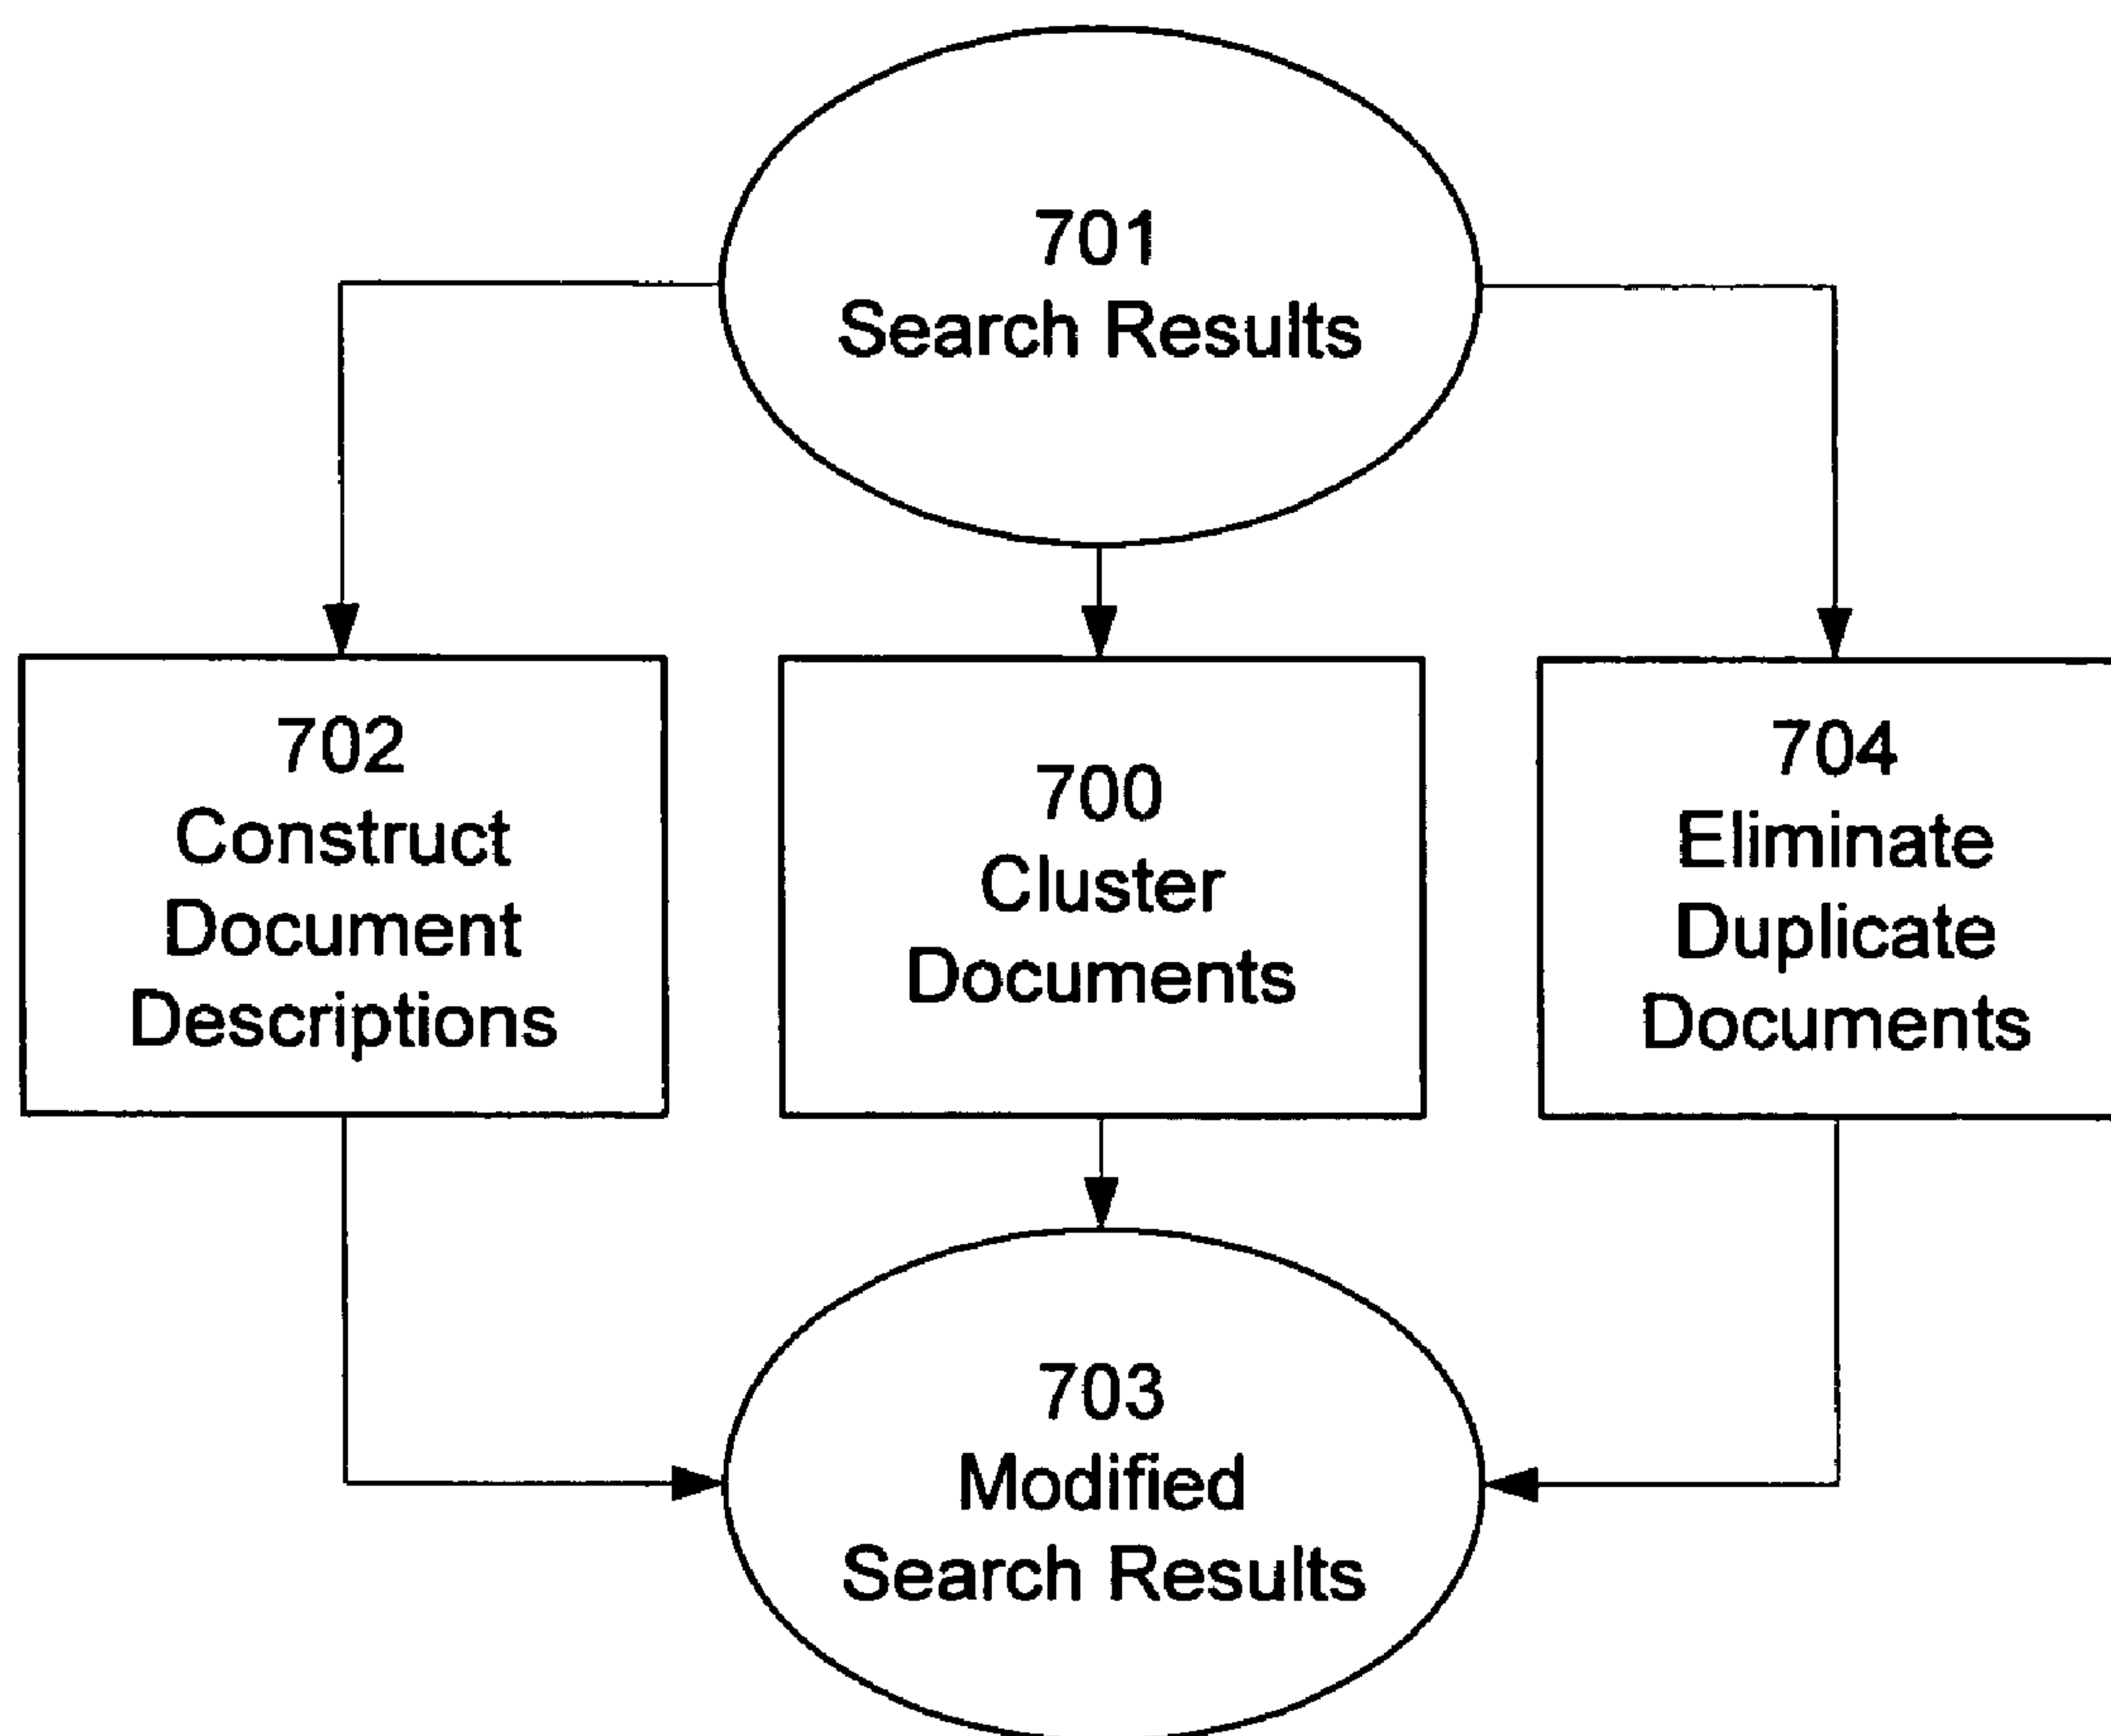 701
Search Results
702
Construct
Document
Descriptions
700
Cluster
Documents
704
Eliminate
Duplicate
Documents
703
Modified
Search Results